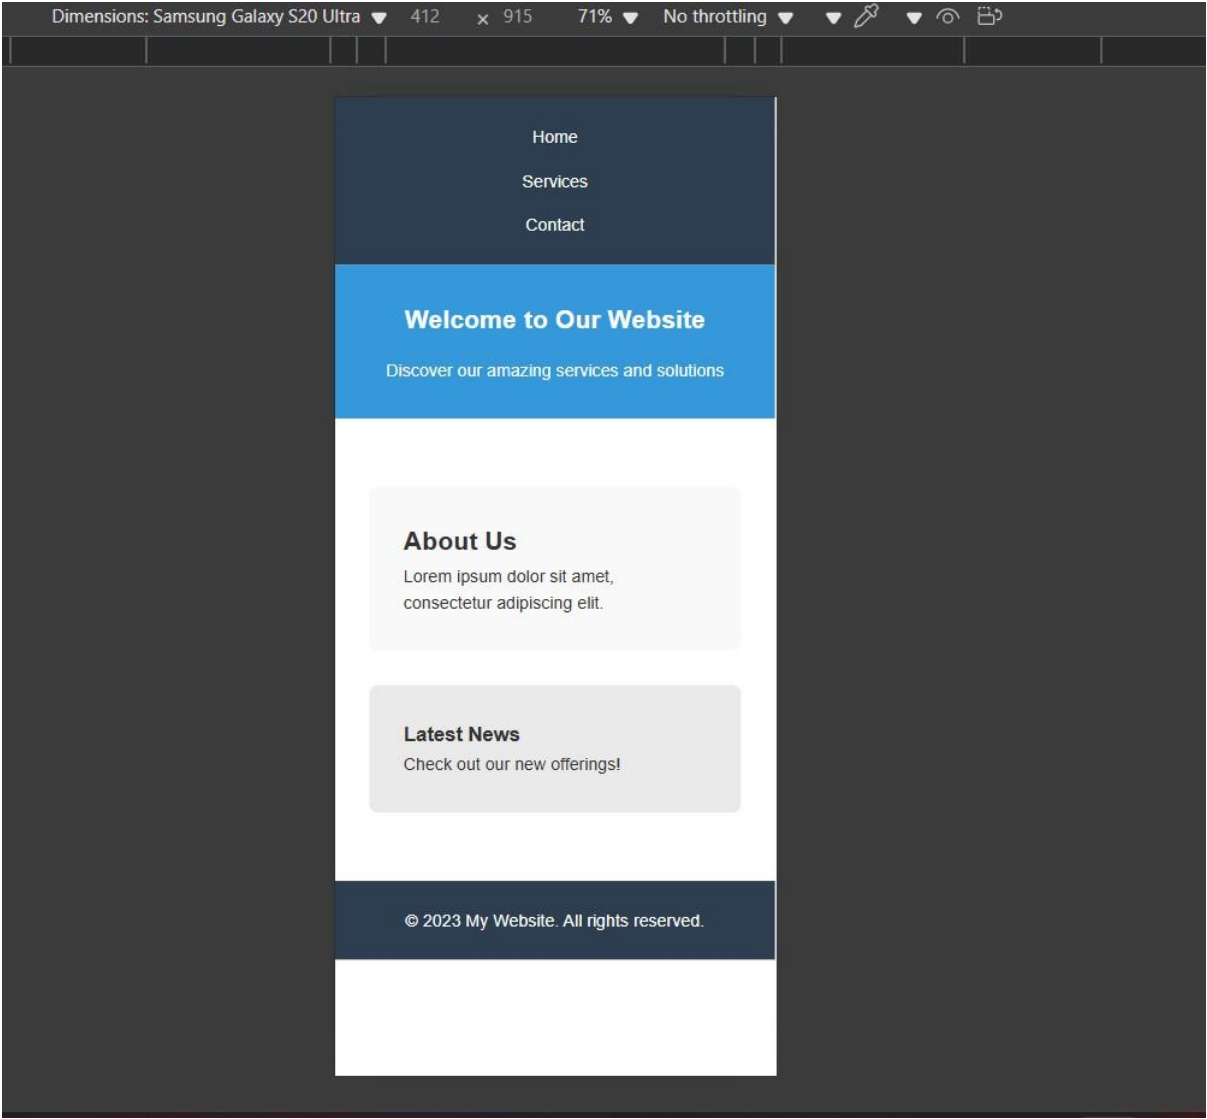 Dimensions: Samsung Galaxy S20 Ultra 412 x 915 71% No throttling
Home
Services
Contact
Welcome to Our Website
Discover our amazing services and solutions
About Us
Lorem ipsum dolor sit amet,
consectetur adipiscing elit.
Latest News
Check out our new offerings!
© 2023 My Website. All rights reserved.